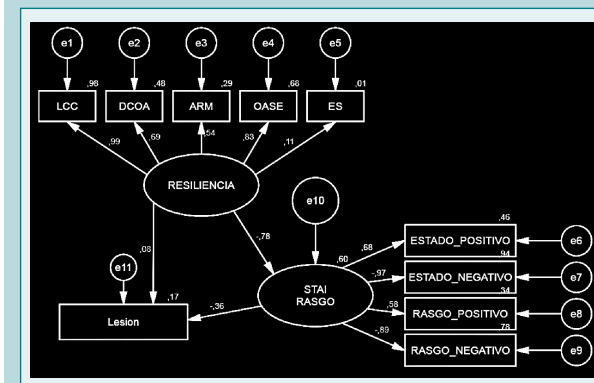 e1 e2 e3 e4 e5
,98 ,48 ,29 ,68 ,01
LCC DCOA ARM OASE ES
,99 ,69 ,54 ,83 ,11
RESILIENCIA
e10
,46
-,78
ESTADO_POSITIVO e6
,68 ,94
,08 ,60
e11 -,97 ESTADO_NEGATIVO e7
STAI ,34
RASGO ,58 RASGO_POSITIVO e8
,17 -,36 ,78
Lesion -,89
RASGO_NEGATIVO e9